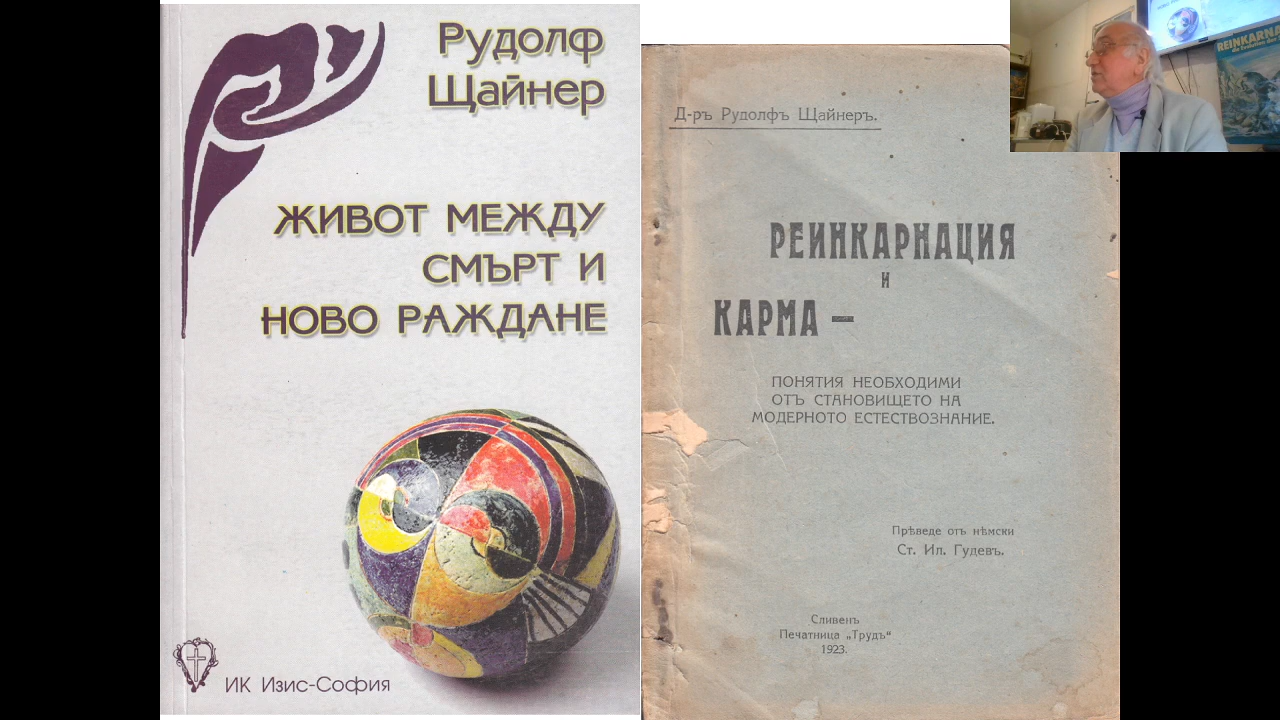 Рудолф
Щайнер
ЖИВОТ МЕЖДУ
СМЪРТ И
НОВО РАЖДАНЕ
ИК Изис-София
Д-ръ Рудолфъ Щайнеръ.
РЕИНКАРНАЦИЯ
и
КАРМА —
ПОНЯТИЯ НЕОБХОДИМИ
ОТЪ СТАНОВИЩЕТО НА
МОДЕРНОТО ЕСТЕСТВОЗНАНИЕ.
Прѣведе отъ нѣмски
Ст. Ил. Гудевъ.
Сливенъ
Печатница „Трудъ“
1923.
REINKARNA